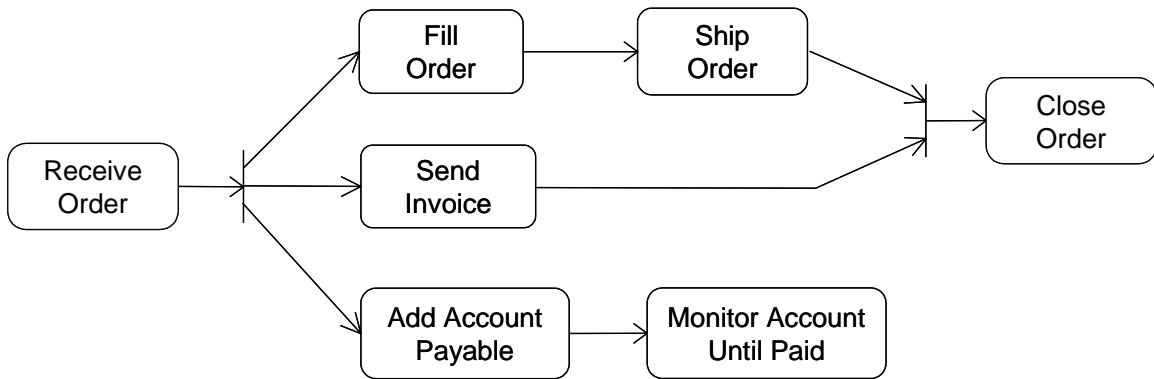 Fill
Order
Ship
Order
Close
Order
Receive
Order
Send
Invoice
Add Account
Payable
Monitor Account
Until Paid